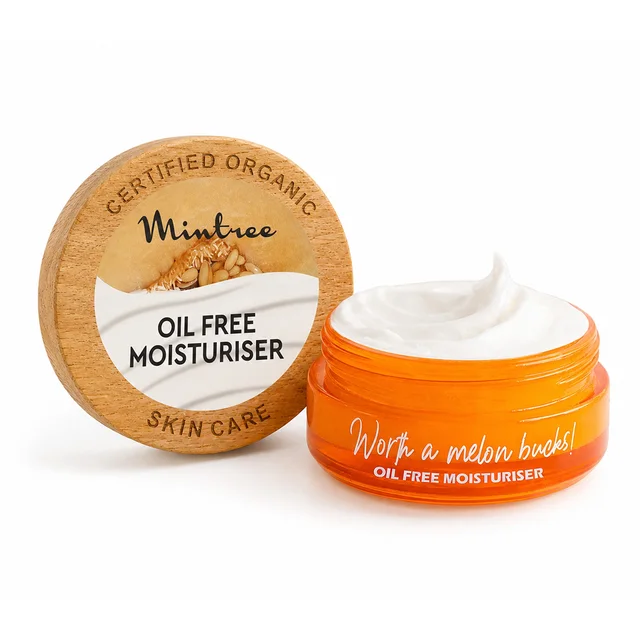 CERTIFIED ORGANIC
Mintree
OIL FREE
MOISTURISER
SKIN CARE
Worth a melon bucks!
OIL FREE MOISTURISER